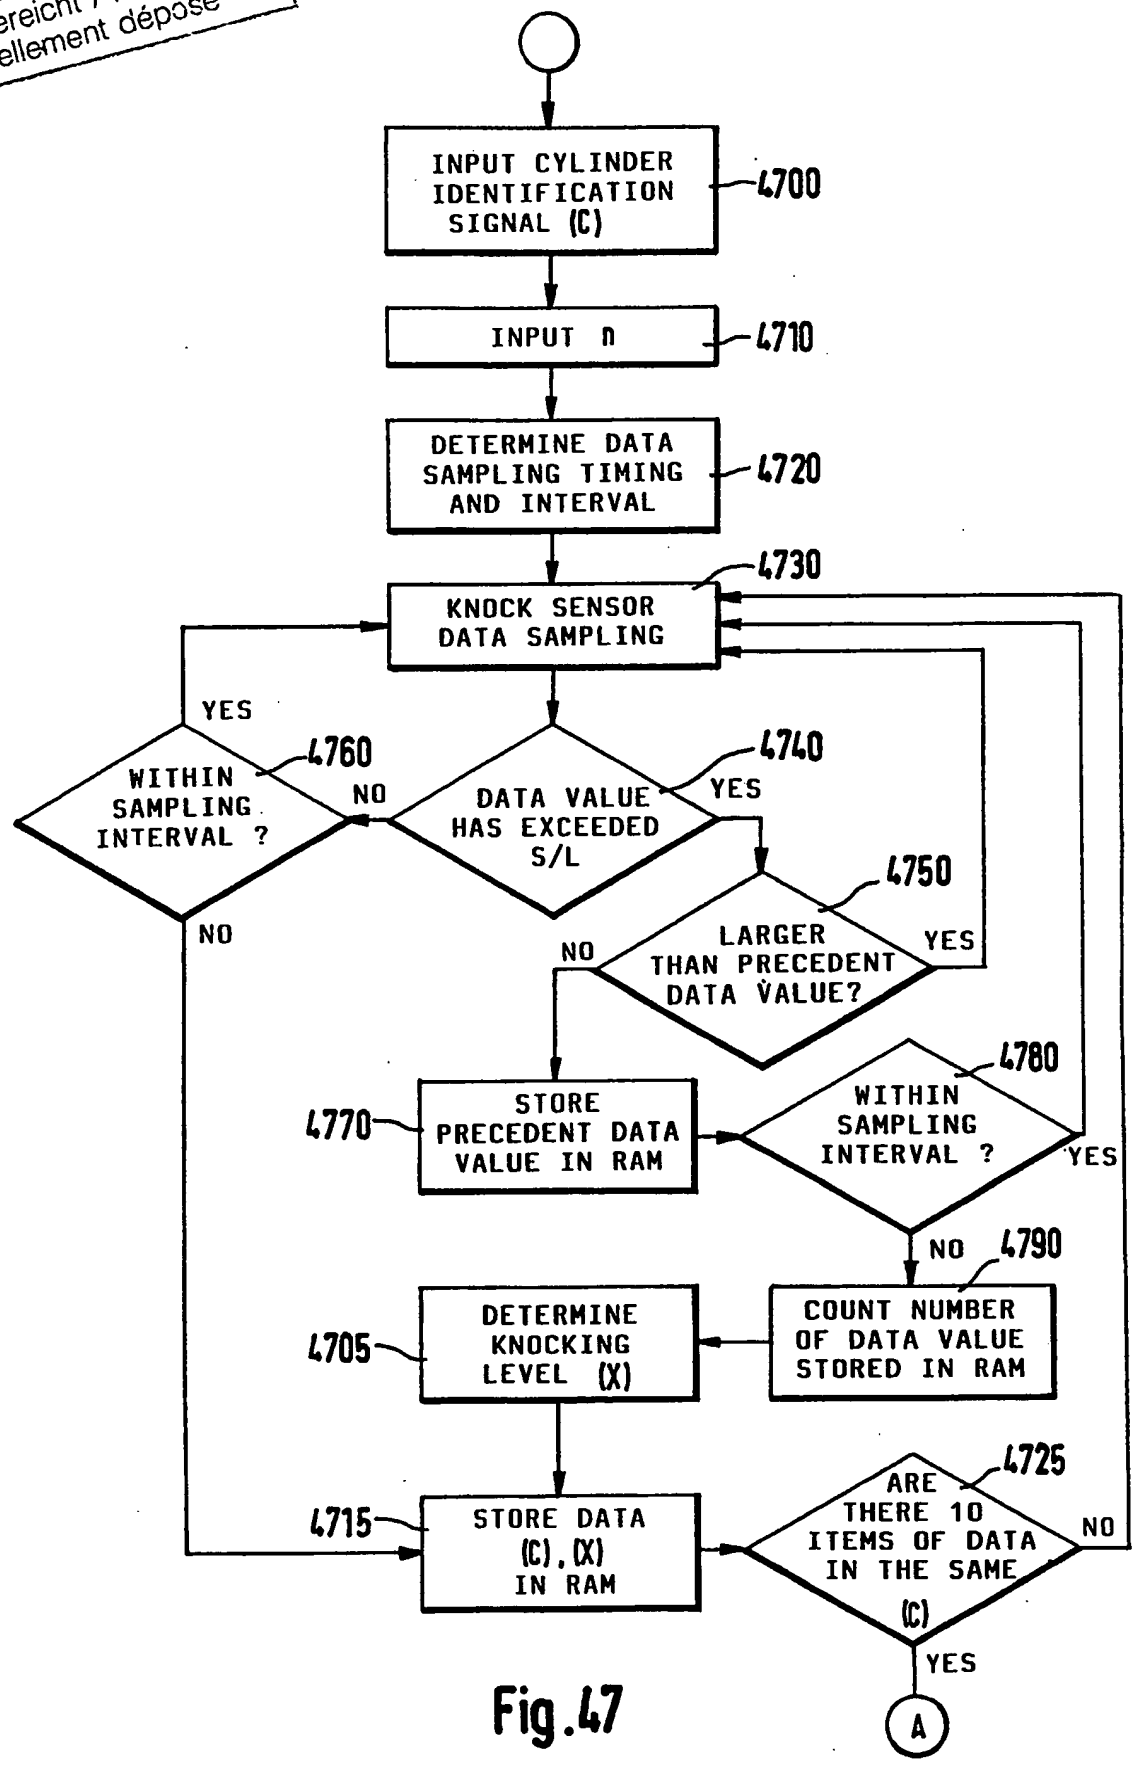 ellement déposé
INPUT CYLINDER
IDENTIFICATION
SIGNAL (C)
4700
INPUT n
4710
DETERMINE DATA
SAMPLING TIMING
AND INTERVAL
4720
4730
KNOCK SENSOR
DATA SAMPLING
YES
4760
WITHIN
SAMPLING
INTERVAL ?
NO
NO
4740
DATA VALUE
HAS EXCEEDED
S/L
YES
4750
LARGER
THAN PRECEDENT
DATA VALUE?
NO
YES
4770
STORE
PRECEDENT DATA
VALUE IN RAM
4780
WITHIN
SAMPLING
INTERVAL ?
YES
NO
4790
COUNT NUMBER
OF DATA VALUE
STORED IN RAM
4705
DETERMINE
KNOCKING
LEVEL (X)
4715
STORE DATA
(C), (X)
IN RAM
4725
ARE
THERE 10
ITEMS OF DATA
IN THE SAME
(C)
NO
YES
A
Fig.47